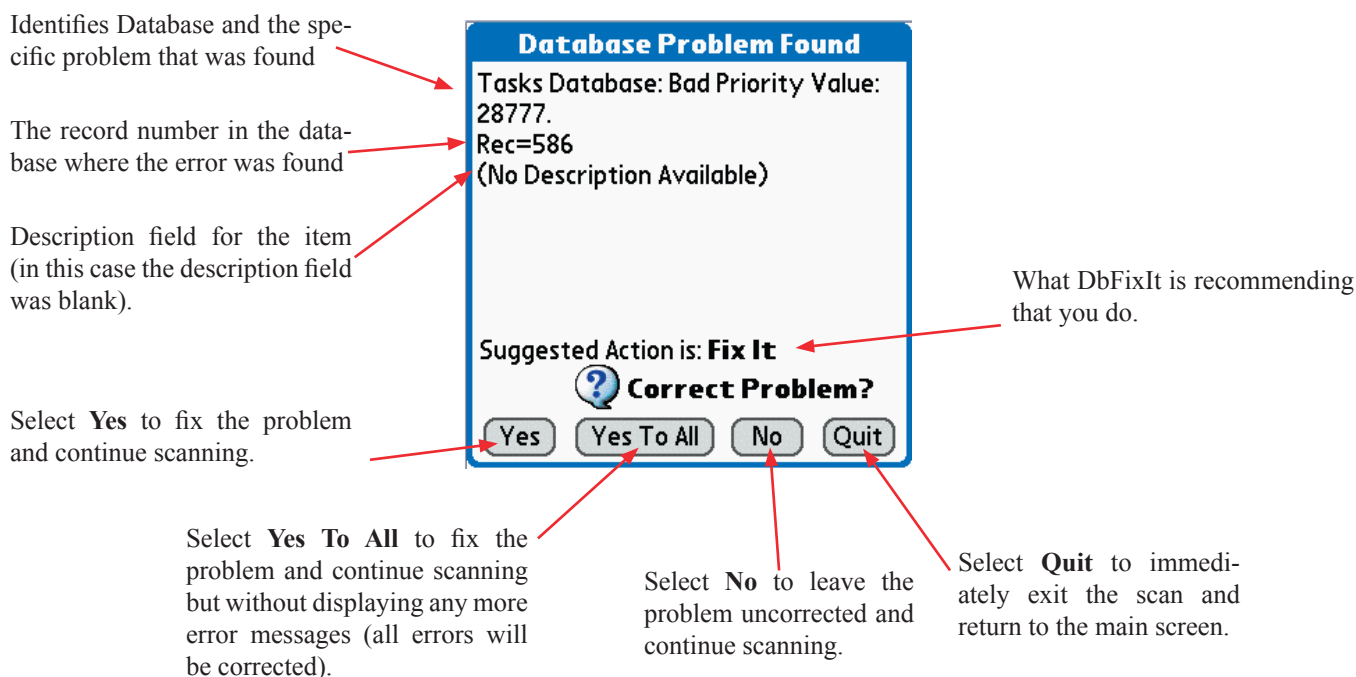 Identifies Database and the spe-
cific problem that was found
The record number in the data-
base where the error was found
Description field for the item
(in this case the description field
was blank).
Select Yes to fix the problem
and continue scanning.
Database Problem Found
Tasks Database: Bad Priority Value:
28777.
Rec=586
(No Description Available)
Suggested Action is: Fix It
Correct Problem?
Yes Yes To All No Quit
What DbFixIt is recommending
that you do.
Select Yes To All to fix the
problem and continue scanning
but without displaying any more
error messages (all errors will
be corrected).
Select No to leave the
problem uncorrected and
continue scanning.
Select Quit to immedi-
ately exit the scan and
return to the main screen.